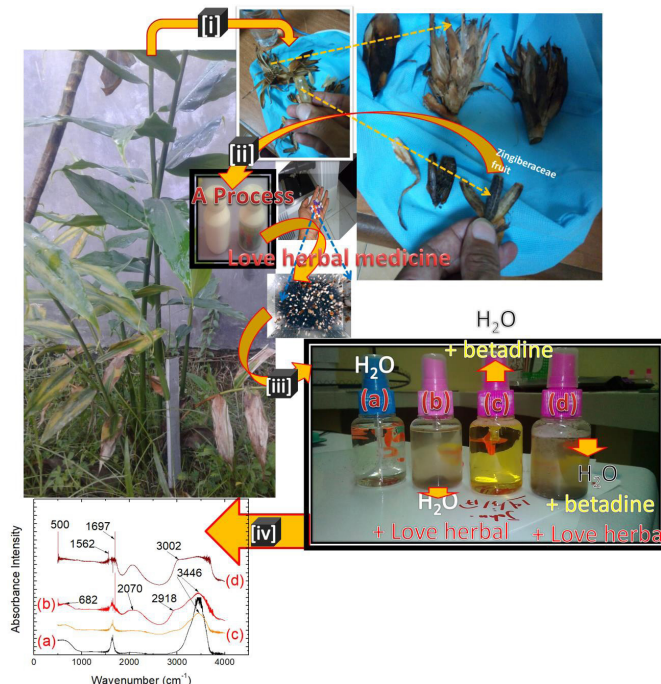 [i]
[ii]
Zingiberaceae
fruit
A Process
Love herbal medicine
[iii]
H2O
+ betadine
H2O
(a)
(b)
(c)
(d)
H2O
H2O
+ betadine
+ Love herbal
+ Love herbal
[iv]
500
1697
1562
3002
3446
(d)
(b)
682
2070
2918
(c)
(a)
Absorbance Intensity
0
1000
2000
3000
4000
Wavenumber (cm-1)